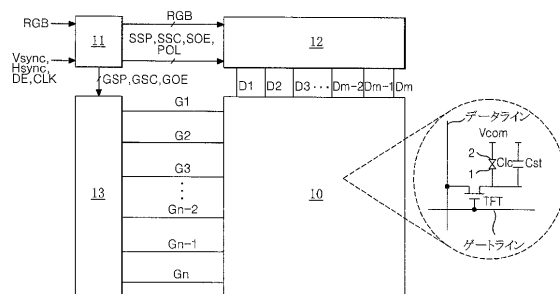 RGB
11
RGB
SSP, SSC, SOE,
POL
12
Vsync,
Hsync,
DE, CLK
GSP, GSC, GOE
D1 D2 D3 ··· Dm-2 Dm-1 Dm
13
G1
G2
G3
⋮
Gn-2
Gn-1
Gn
10
データライン
Vcom
2
Clc
Cst
1
TFT
ゲートライン